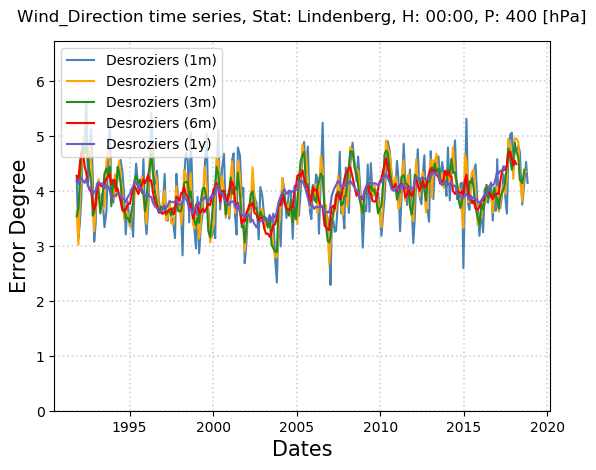 Wind_Direction time series, Stat: Lindenberg, H: 00:00, P: 400 [hPa]
Desroziers (1m)
Desroziers (2m)
Desroziers (3m)
Desroziers (6m)
Desroziers (1y)
Error Degree
6
5
4
3
2
1
0
1995 2000 2005 2010 2015 2020
Dates